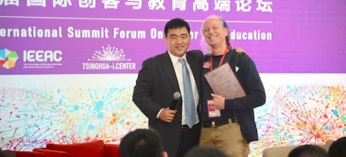 届国际创客与教育高端论坛
nternational Summit Forum On
ducation
IEEAC
TSINGHUA-i.CENTER